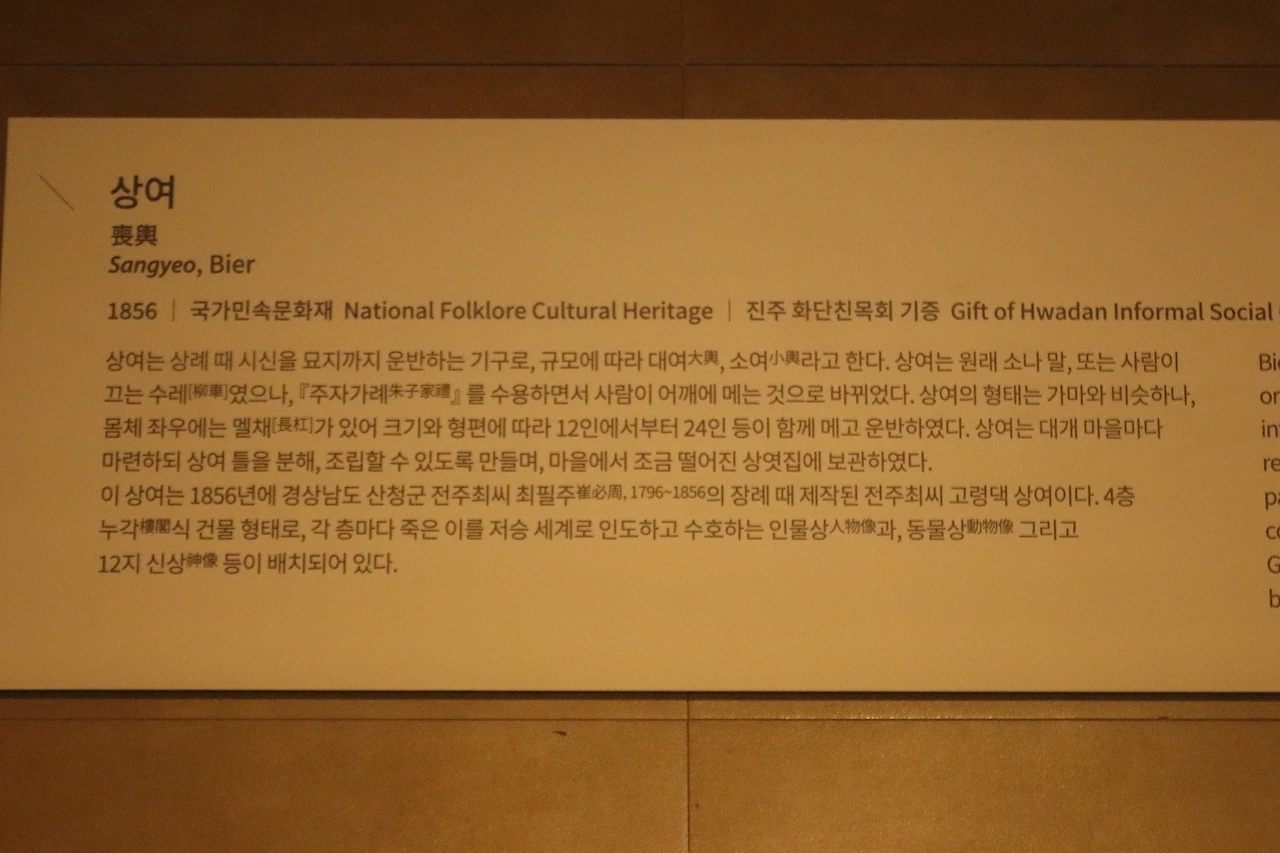 상여
喪輿
Sangyeo, Bier
1856 | 국가민속문화재 National Folklore Cultural Heritage | 진주 화단친목회 기증 Gift of Hwadan Informal Social
상여는 상례 때 시신을 묘지까지 운반하는 기구로, 규모에 따라 대여大輿, 소여小輿라고 한다. 상여는 원래 소나 말, 또는 사람이
끄는 수레[柳車]였으나, 『주자가례朱子家禮』를 수용하면서 사람이 어깨에 메는 것으로 바뀌었다. 상여의 형태는 가마와 비슷하나,
몸체 좌우에는 멜채[長杠]가 있어 크기와 형편에 따라 12인에서부터 24인 등이 함께 메고 운반하였다. 상여는 대개 마을마다
마련하되 상여 틀을 분해, 조립할 수 있도록 만들며, 마을에서 조금 떨어진 상엿집에 보관하였다.
이 상여는 1856년에 경상남도 산청군 전주최씨 최필주崔必周, 1796~1856의 장례 때 제작된 전주최씨 고령댁 상여이다. 4층
누각樓閣식 건물 형태로, 각 층마다 죽은 이를 저승 세계로 인도하고 수호하는 인물상人物像과, 동물상動物像 그리고
12지 신상神像 등이 배치되어 있다.